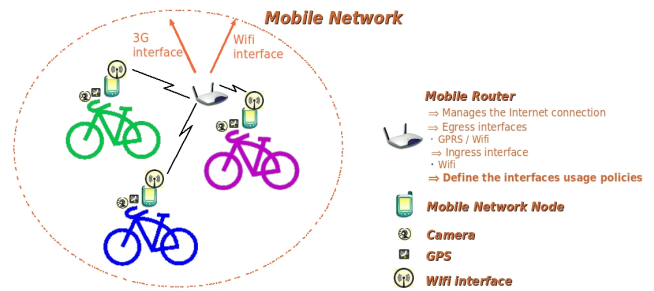 Mobile Network
3G
interface
Wifi
interface
Mobile Router
⇒ Manages the Internet connection
⇒ Egress interfaces
· GPRS / Wifi
⇒ Ingress interface
· Wifi
⇒ Define the interfaces usage policies
Mobile Network Node
Camera
GPS
Wifi interface